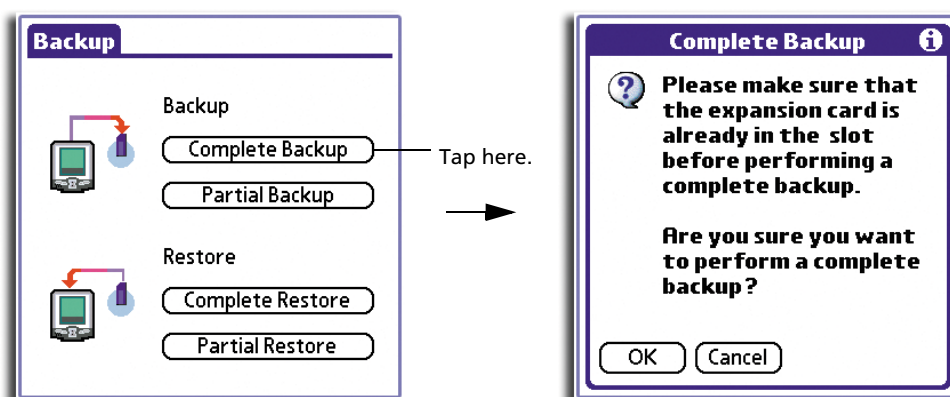 Backup
Backup
Complete Backup
Tap here.
Partial Backup
Restore
Complete Restore
Partial Restore
Complete Backup
Please make sure that
the expansion card is
already in the slot
before performing a
complete backup.
Are you sure you want
to perform a complete
backup?
OK
Cancel